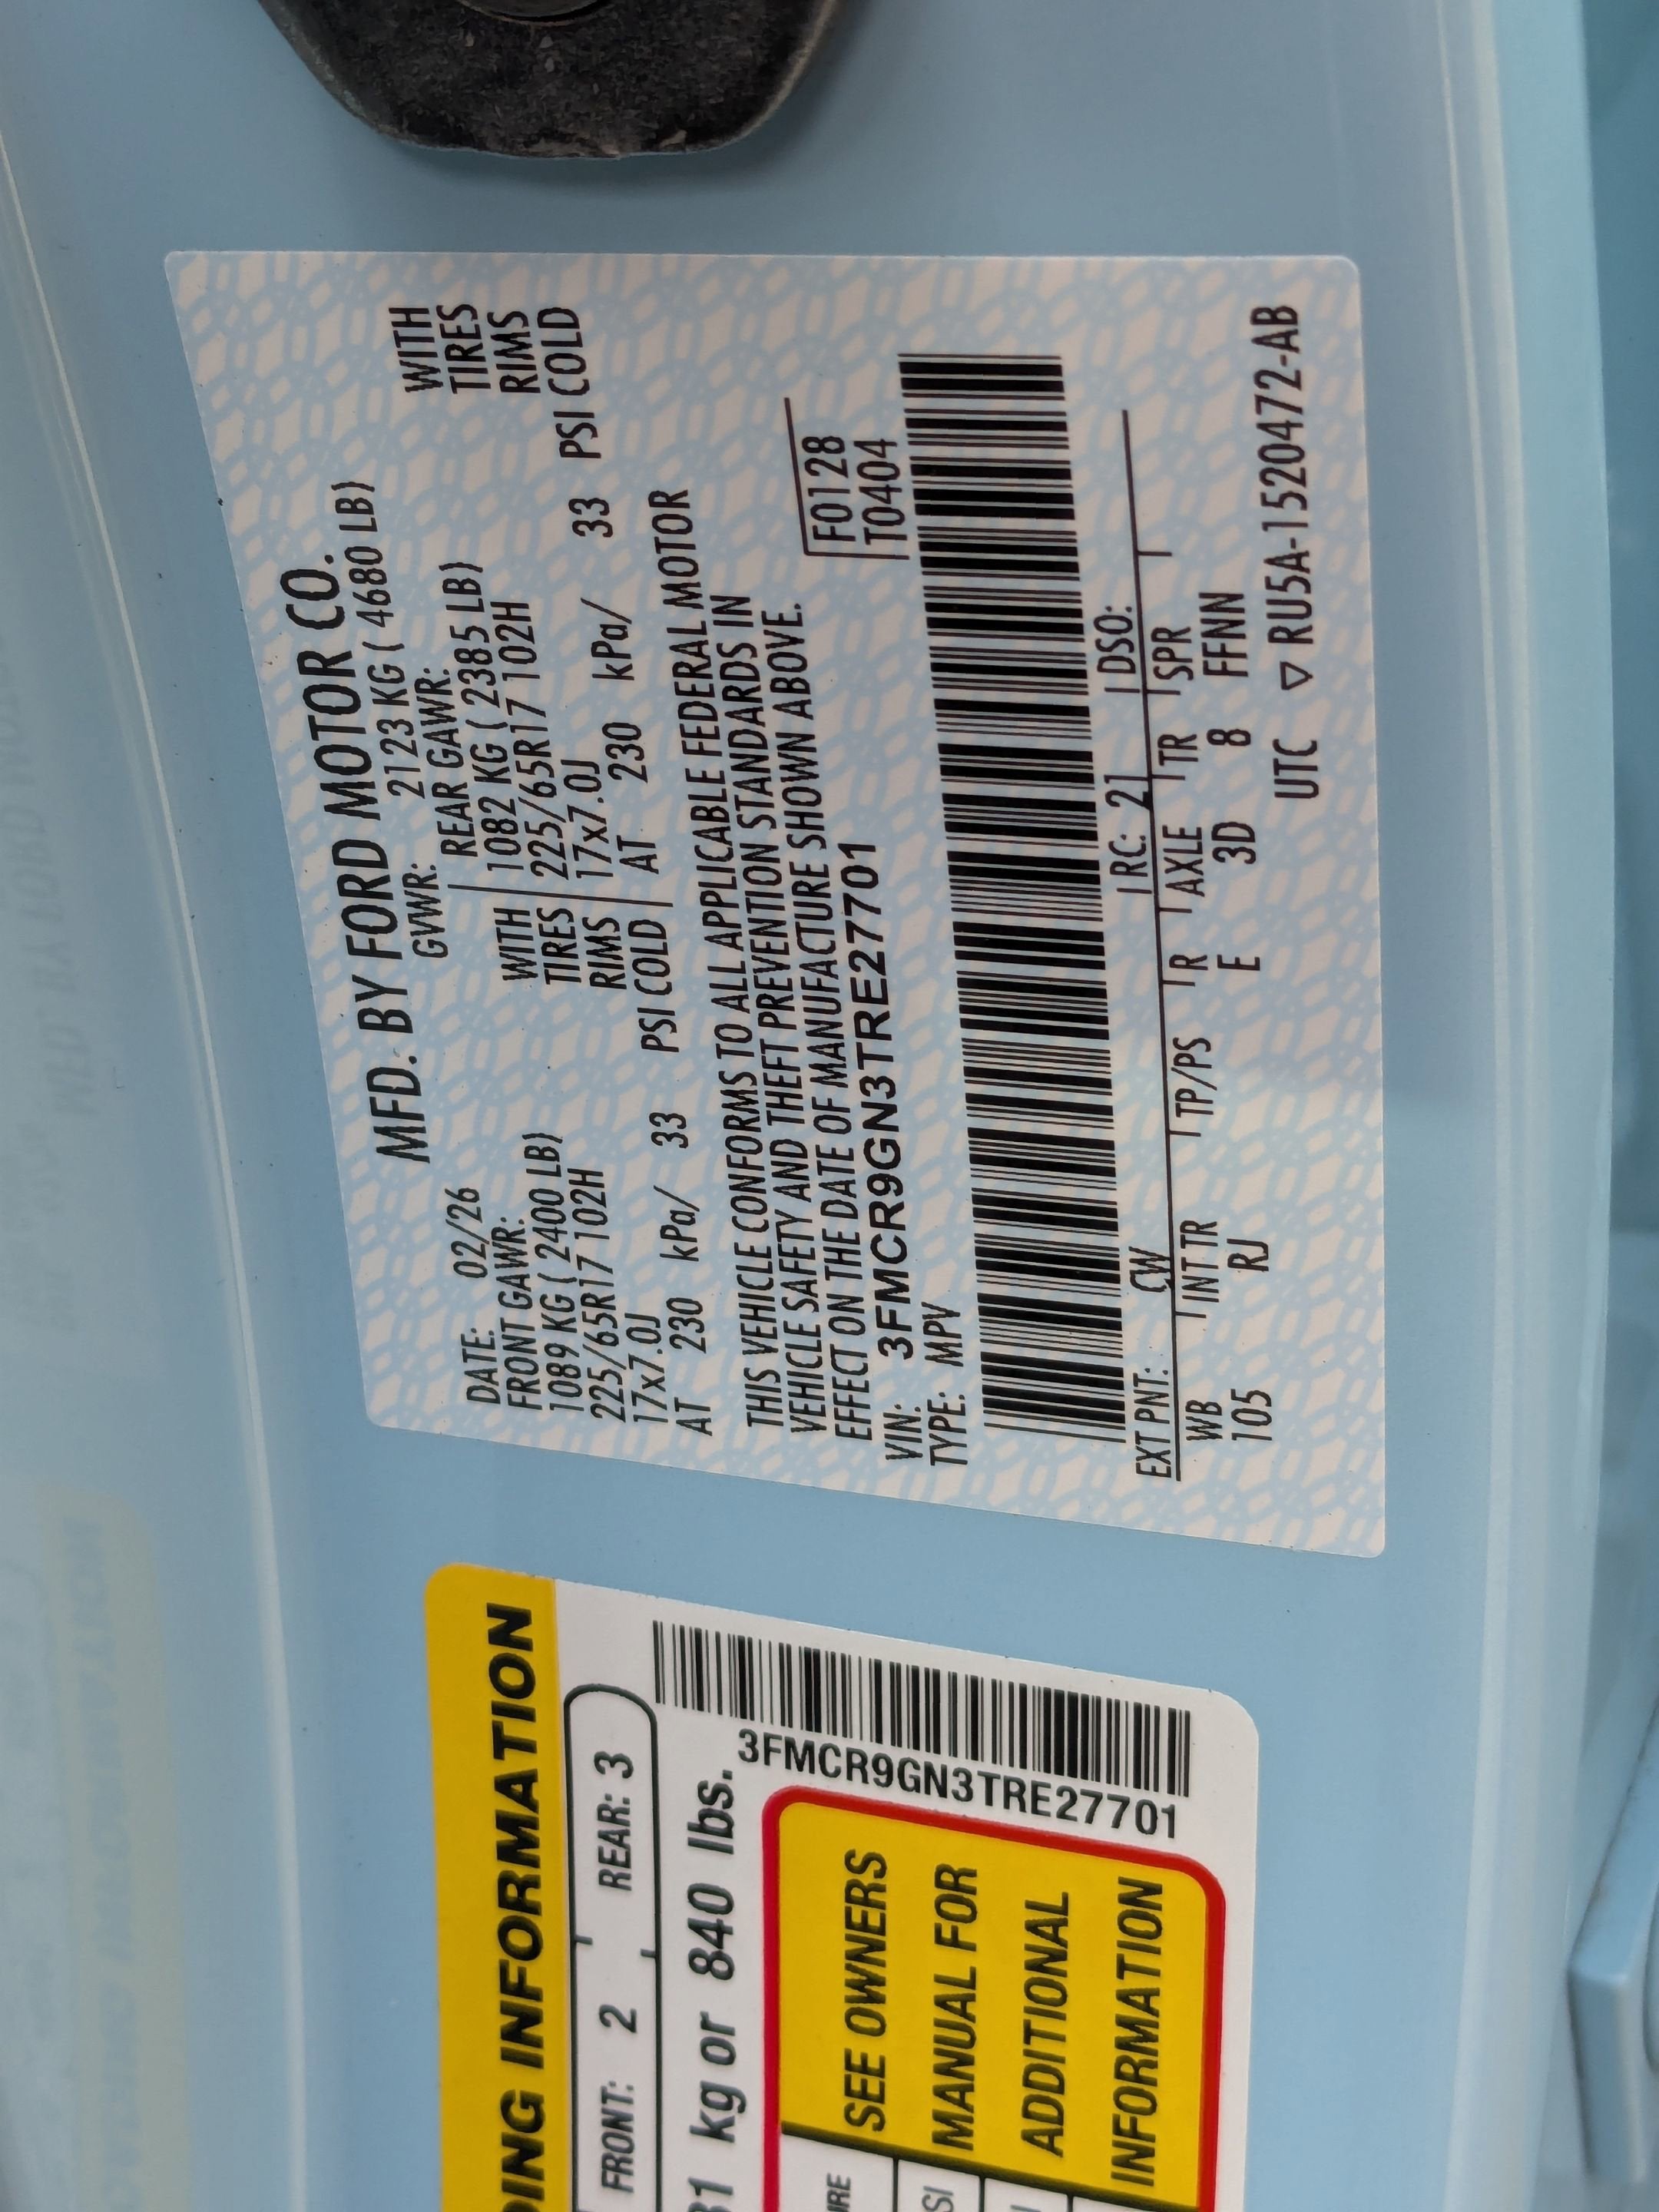 MFD. BY FORD MOTOR CO.
DATE: 02/26 GVWR: 2123 KG ( 4680 LB)
FRONT GAWR: REAR GAWR:
1089 KG ( 2400 LB) WITH 1082 KG ( 2385 LB) WITH
225/65R17 102H TIRES 225/65R17 102H TIRES
17x7.0J RIMS 17x7.0J RIMS
AT 230 kPa/ 33 PSI COLD AT 230 kPa/ 33 PSI COLD
THIS VEHICLE CONFORMS TO ALL APPLICABLE FEDERAL MOTOR
VEHICLE SAFETY AND THEFT PREVENTION STANDARDS IN
EFFECT ON THE DATE OF MANUFACTURE SHOWN ABOVE.
VIN: 3FMCR9GN3TRE27701 F0128
TYPE: MPV T0404
EXT PNT: CW RC: 21 DSO:
WB INT TR TP/PS R AXLE TR SPR
105 RJ E 3D 8 FFNN
UTC ▽ RU5A-1520472-AB
DING INFORMATION
FRONT: 2 REAR: 3
31 kg or 840 lbs.
3FMCR9GN3TRE27701
SEE OWNERS
MANUAL FOR
ADDITIONAL
INFORMATION